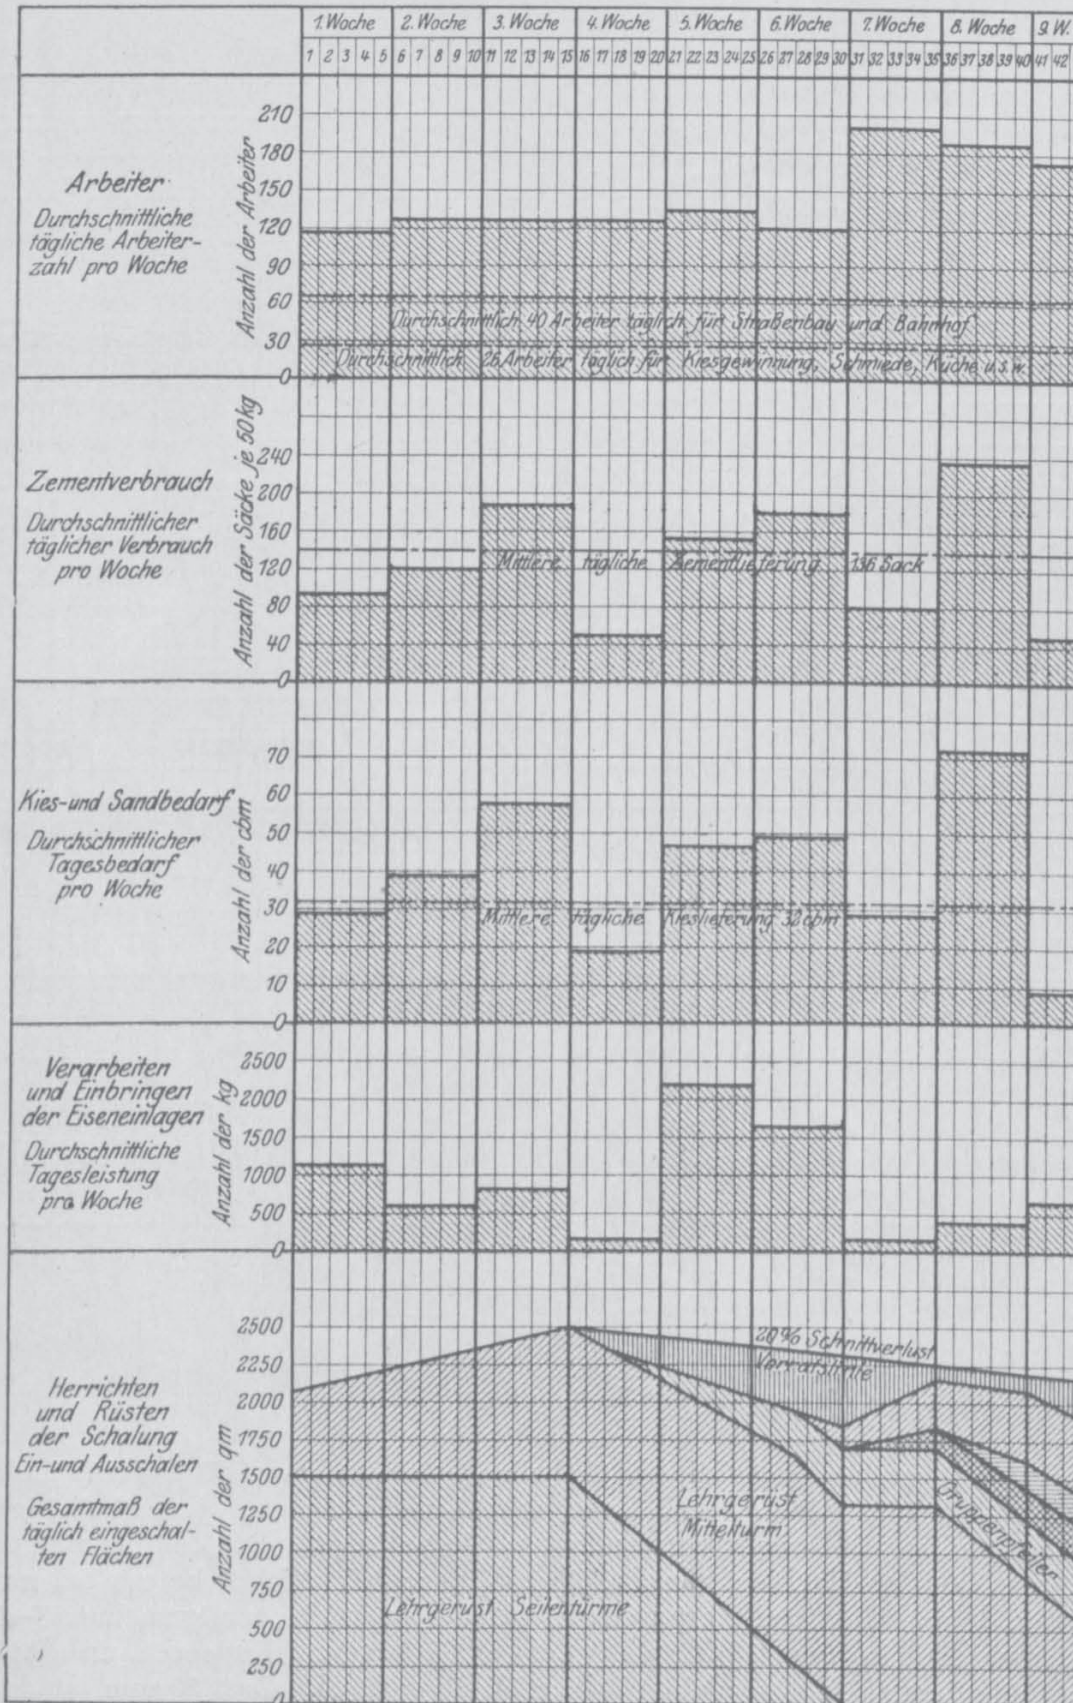 1. Woche 2. Woche 3. Woche 4. Woche 5. Woche 6. Woche 7. Woche 8. Woche 9. W.
1 2 3 4 5 6 7 8 9 10 11 12 13 14 15 16 17 18 19 20 21 22 23 24 25 26 27 28 29 30 31 32 33 34 35 36 37 38 39 40 41 42
Arbeiter
Durchschnittliche
tägliche Arbeiter-
zahl pro Woche
Anzahl der Arbeiter
210
180
150
120
90
60
30
0
Durchschnittlich 40 Arbeiter täglich für Straßenbau und Bahnhof
Durchschnittlich 26 Arbeiter täglich für Kiesgewinnung, Schmiede, Küche u.s.w.
Zementverbrauch
Durchschnittlicher
täglicher Verbrauch
pro Woche
Anzahl der Säcke je 50kg
240
200
160
120
80
40
0
Mittlere tägliche Zementlieferung 136 Sack
Kies-und Sandbedarf
Durchschnittlicher
Tagesbedarf
pro Woche
Anzahl der cbm
70
60
50
40
30
20
10
0
Mittlere tägliche Kieslieferung 32 cbm
Verarbeiten
und Einbringen
der Eiseneinlagen
Durchschnittliche
Tagesleistung
pro Woche
Anzahl der kg
2500
2000
1500
1000
500
0
Herrichten
und Rüsten
der Schalung
Ein-und Ausschalen
Gesamtmaß der
täglich eingeschal-
ten Flächen
Anzahl der qm
2500
2250
2000
1750
1500
1250
1000
750
500
250
0
20% Schnittverlust
Vorratslinie
Lehrgerüst
Mittelturm
Gruppenpfeiler
Lehrgerüst Seitentürme